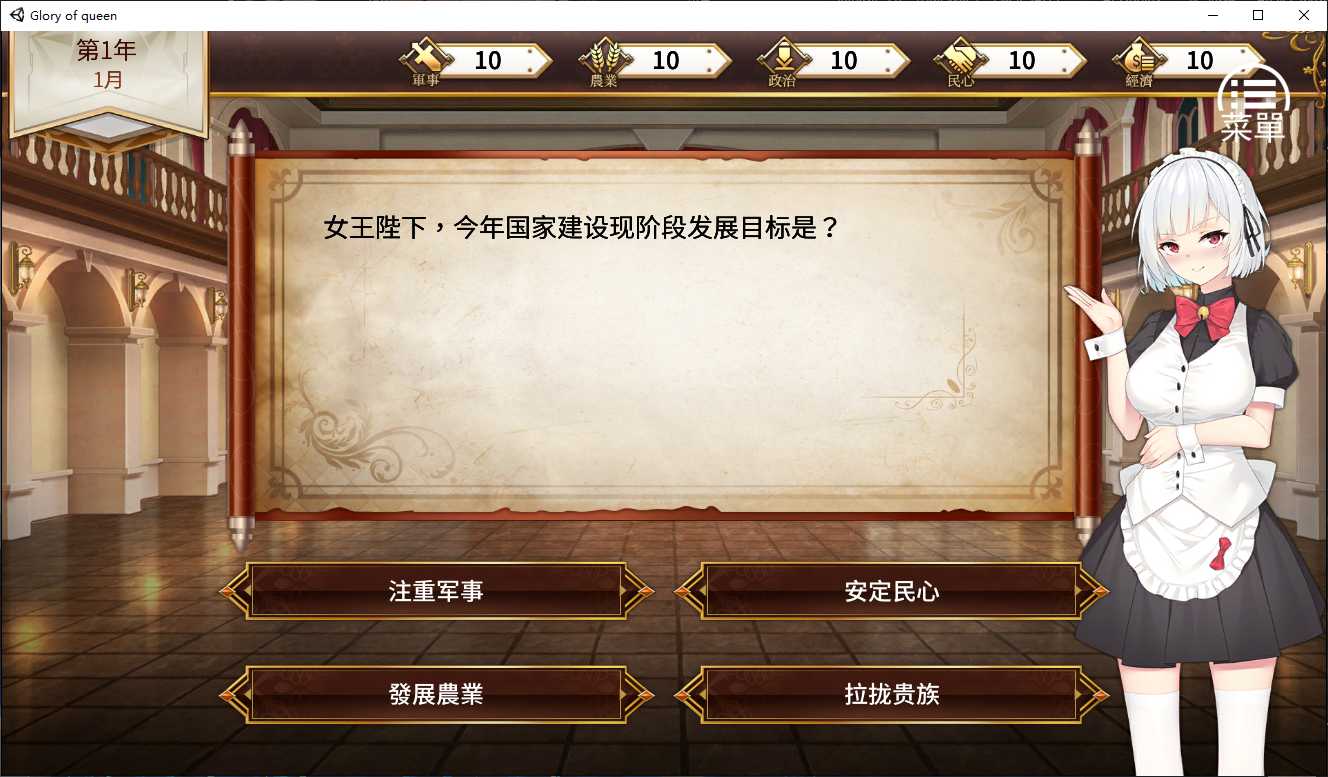 Glory of queen
第1年
1月
10
10
10
10
10
軍事
農業
政治
民心
經濟
菜單
女王陛下，今年国家建设现阶段发展目标是？
注重军事
安定民心
發展農業
拉拢贵族